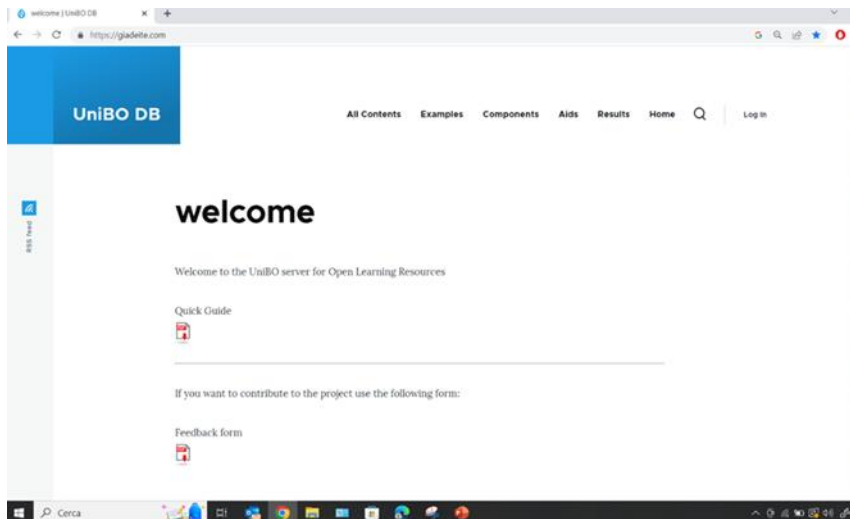 welcome | UniBO DB
https://giadeite.com
UniBO DB
All Contents Examples Components Aids Results Home Log in
RSS feed
welcome
Welcome to the UniBO server for Open Learning Resources
Quick Guide
If you want to contribute to the project use the following form:
Feedback form
Cerca